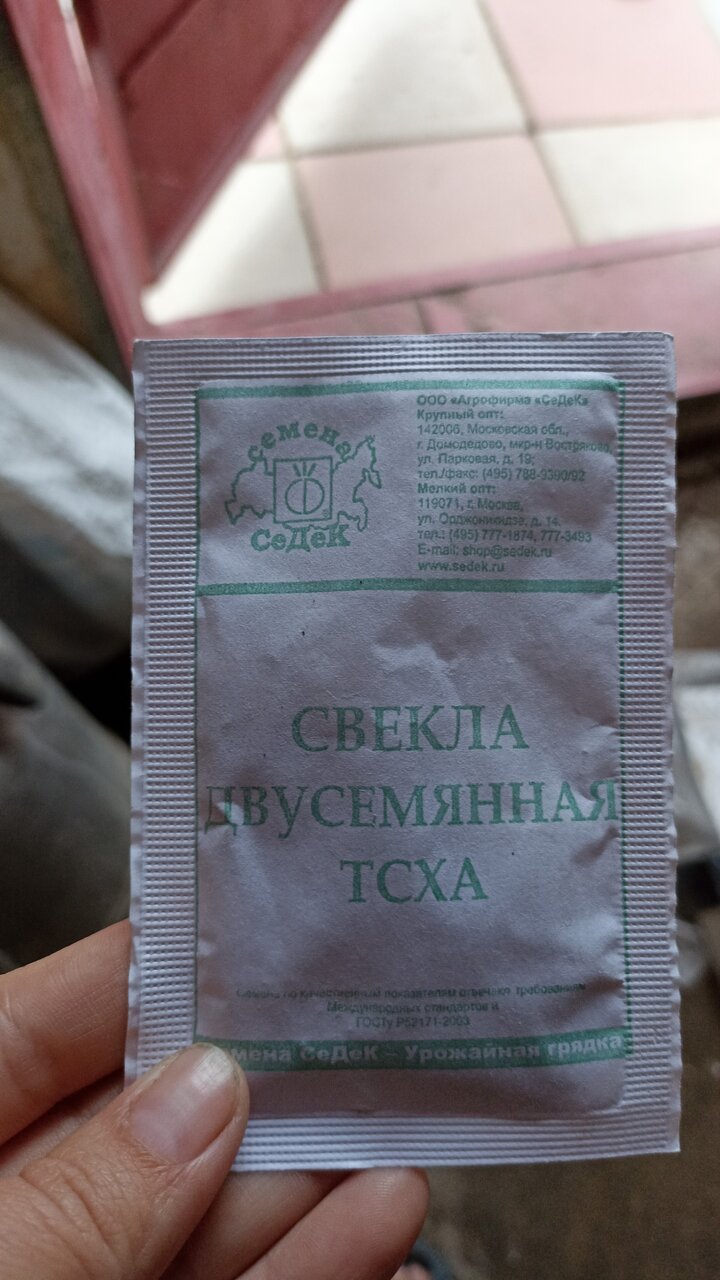 семена
СеДеК
ООО «Агрофирма «СеДеК»
Крупный опт:
142006, Московская обл.,
г. Домодедово, мкр-н Востряково,
ул. Парковая, д. 19;
тел./факс: (495) 788-9390/92
Мелкий опт:
119071, г. Москва,
ул. Орджоникидзе, д. 14.
тел.: (495) 777-1874, 777-3493
E-mail: shop@sedek.ru
www.sedek.ru
СВЕКЛА
ДВУСЕМЯННАЯ
ТСХА
Семена по качественным показателям отвечают требованиям
Международных стандартов и
ГОСТу Р52171-2003
мена СеДеК – Урожайная грядка